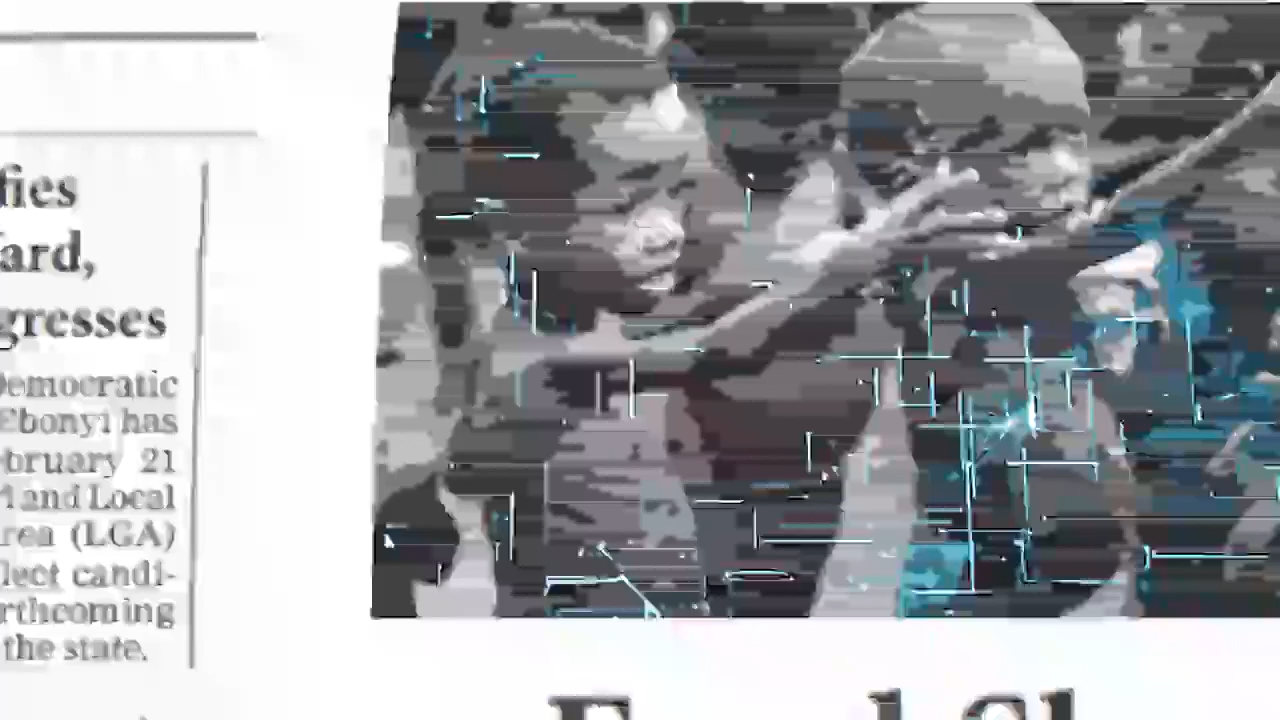 fies
ard,
gresses
Democratic
Ebonyi has
bruary 21
and Local
rea (LGA)
lect candi-
rthcoming
the state.